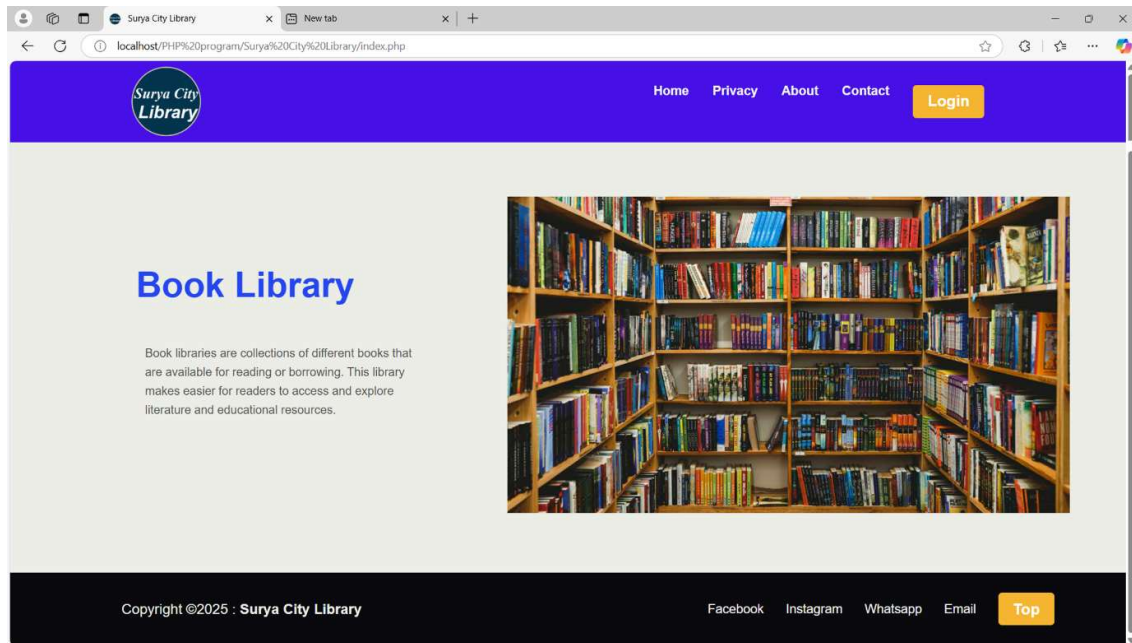 Surya City Library
New tab
localhost/PHP%20program/Surya%20City%20Library/index.php
Surya City
Library
Home Privacy About Contact Login
Book Library
Book libraries are collections of different books that
are available for reading or borrowing. This library
makes easier for readers to access and explore
literature and educational resources.
Copyright ©2025 : Surya City Library
Facebook Instagram Whatsapp Email Top